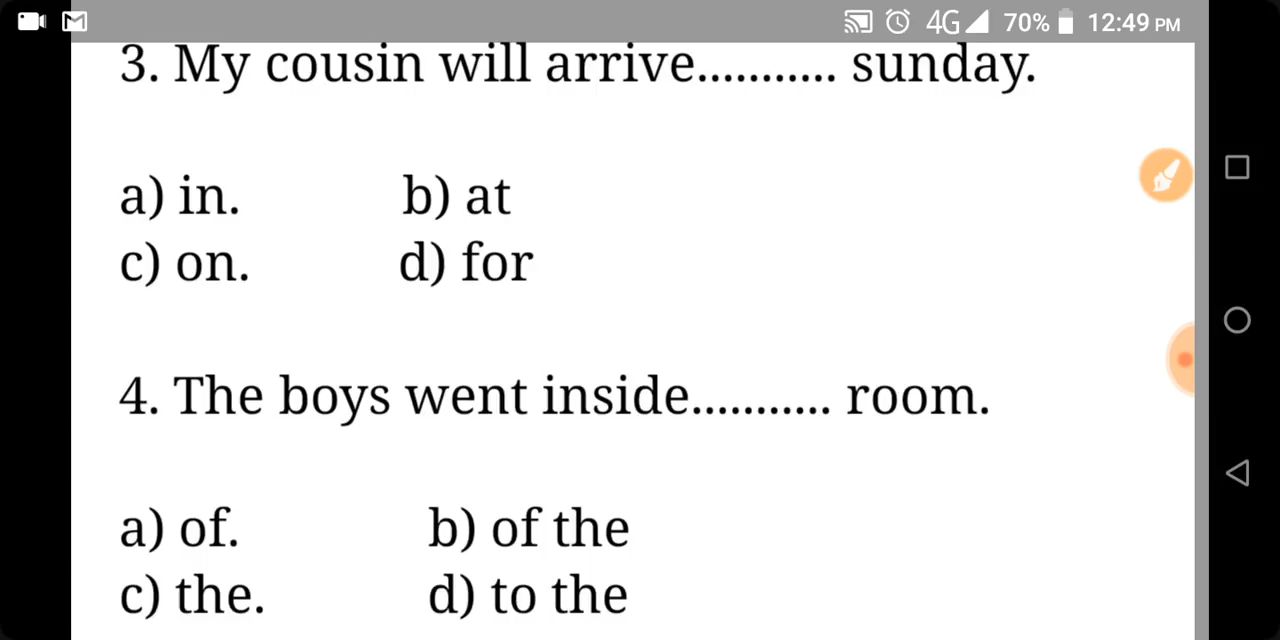 4G 70% 12:49 PM
3. My cousin will arrive........... sunday.
a) in. b) at
c) on. d) for
4. The boys went inside........... room.
a) of. b) of the
c) the. d) to the